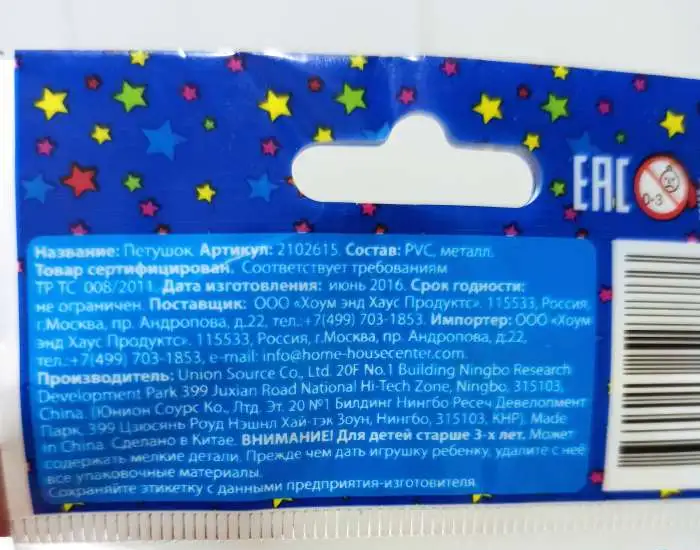 EAC
0-3
Название: Петушок. Артикул: 2102615. Состав: PVC, металл.
Товар сертифицирован. Соответствует требованиям
ТР ТС 008/2011. Дата изготовления: июнь 2016. Срок годности:
не ограничен. Поставщик: ООО «Хоум энд Хаус Продуктс». 115533, Россия,
г.Москва, пр. Андропова, д.22, тел.:+7(499) 703-1853. Импортер: ООО «Хоум
энд Хаус Продуктс». 115533, Россия, г.Москва, пр. Андропова, д.22,
тел.:+7(499) 703-1853, e-mail: info@home-housecenter.com.
Производитель: Union Source Co., Ltd. 20F No.1 Building Ningbo Research
Development Park 399 Juxian Road National Hi-Tech Zone, Ningbo, 315103,
China. (Юнион Соурс Ко., Лтд. Эт. 20 №1 Билдинг Нингбо Ресеч Девелопмент
Парк, 399 Цзюсянь Роуд Нэшнл Хай-тэк Зоун, Нингбо, 315103, КНР). Made
in China. Сделано в Китае. ВНИМАНИЕ! Для детей старше 3-х лет. Может
содержать мелкие детали. Прежде чем дать игрушку ребенку, удалите с неё
все упаковочные материалы.
Сохраняйте этикетку с данными предприятия-изготовителя.